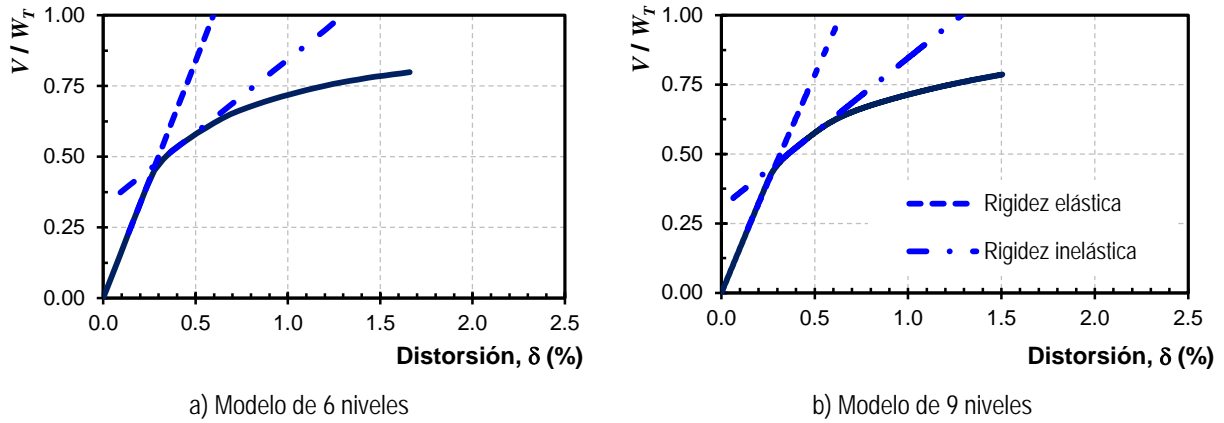 V / W_T
1.00
0.75
0.50
0.25
0.00
0.0 0.5 1.0 1.5 2.0 2.5
Distorsión, δ (%)
a) Modelo de 6 niveles
V / W_T
1.00
0.75
0.50
0.25
0.00
Rigidez elástica
Rigidez inelástica
0.0 0.5 1.0 1.5 2.0 2.5
Distorsión, δ (%)
b) Modelo de 9 niveles